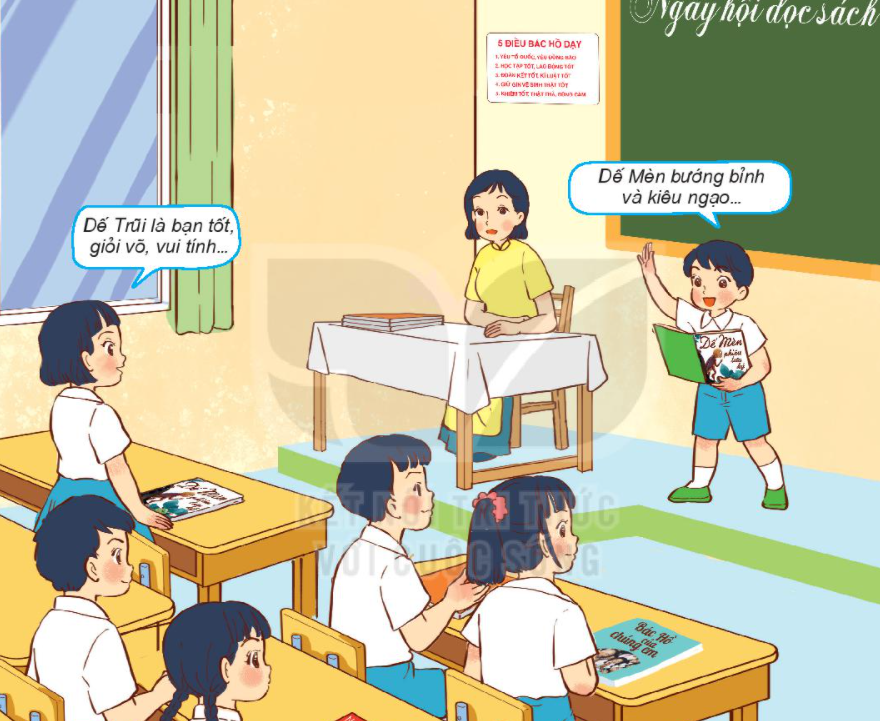 Ngày hội đọc sách
5 ĐIỀU BÁC HỒ DẠY
1. YÊU TỔ QUỐC, YÊU ĐỒNG BÀO
2. HỌC TẬP TỐT, LAO ĐỘNG TỐT
3. ĐOÀN KẾT TỐT, KỈ LUẬT TỐT
4. GIỮ GÌN VỆ SINH THẬT TỐT
5. KHIÊM TỐN, THẬT THÀ, DŨNG CẢM
Dế Mèn bướng bỉnh
và kiêu ngạo...
Dế Trũi là bạn tốt,
giỏi võ, vui tính...
Dế Mèn
phiêu
lưu
ký
KẾT NỐI TRI THỨC
VỚI CUỘC SỐNG
Bác Hồ
của
chúng em